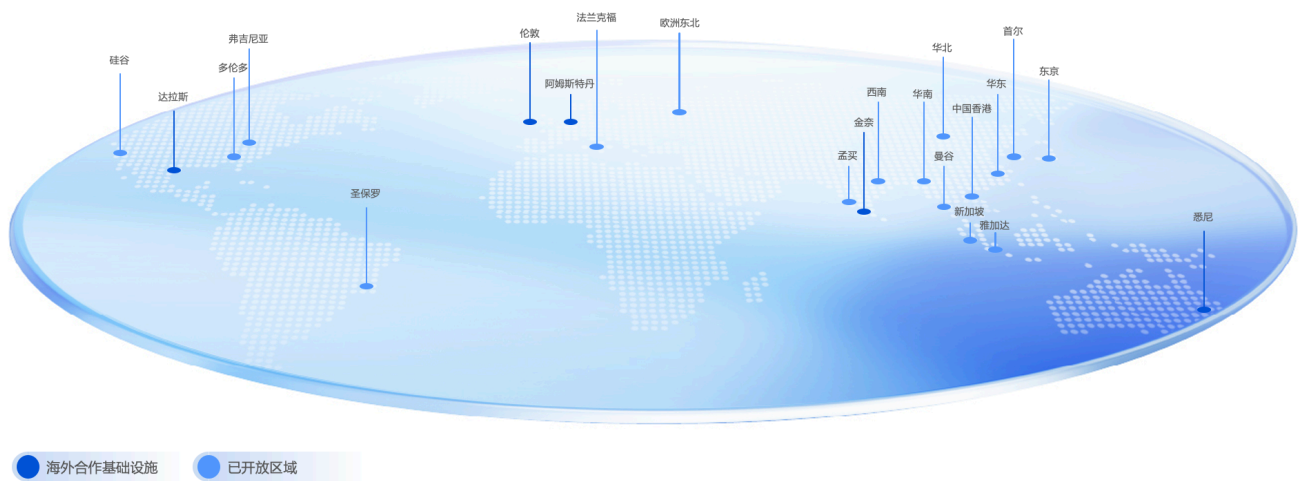 法兰克福
欧洲东北
伦敦
首尔
弗吉尼亚
华北
硅谷
多伦多
东京
阿姆斯特丹
华东
西南
华南
达拉斯
中国香港
金奈
孟买
曼谷
圣保罗
新加坡
悉尼
雅加达
海外合作基础设施
已开放区域